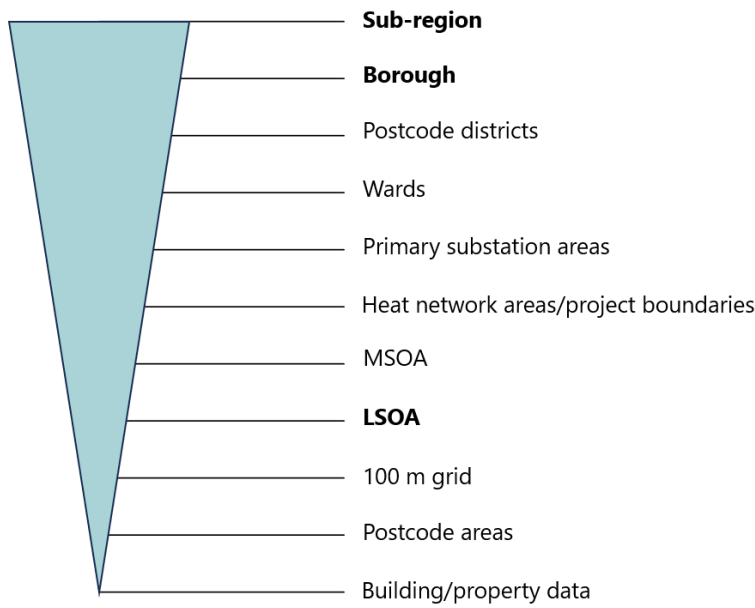 Sub-region
Borough
Postcode districts
Wards
Primary substation areas
Heat network areas/project boundaries
MSOA
LSOA
100 m grid
Postcode areas
Building/property data